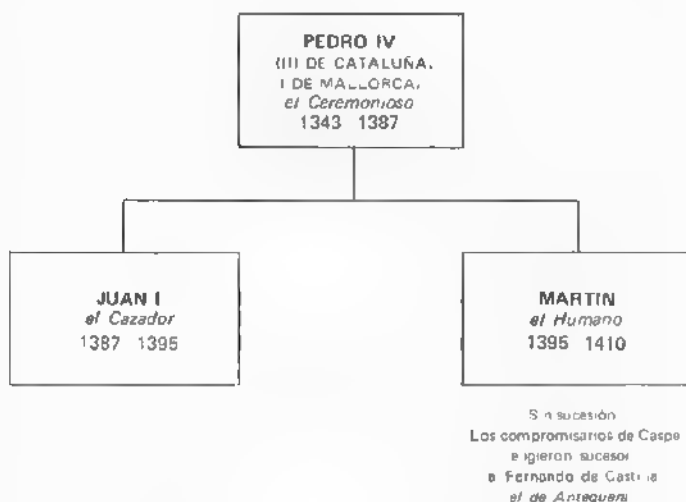 PEDRO IV
(III DE CATALUÑA,
I DE MALLORCA,
el Ceremonioso
1343 1387
JUAN I
el Cazador
1387 1395
MARTIN
el Humano
1395 1410
Sin sucesión
Los compromisarios de Caspe
eligieron sucesor
a Fernando de Castilla
el de Antequera